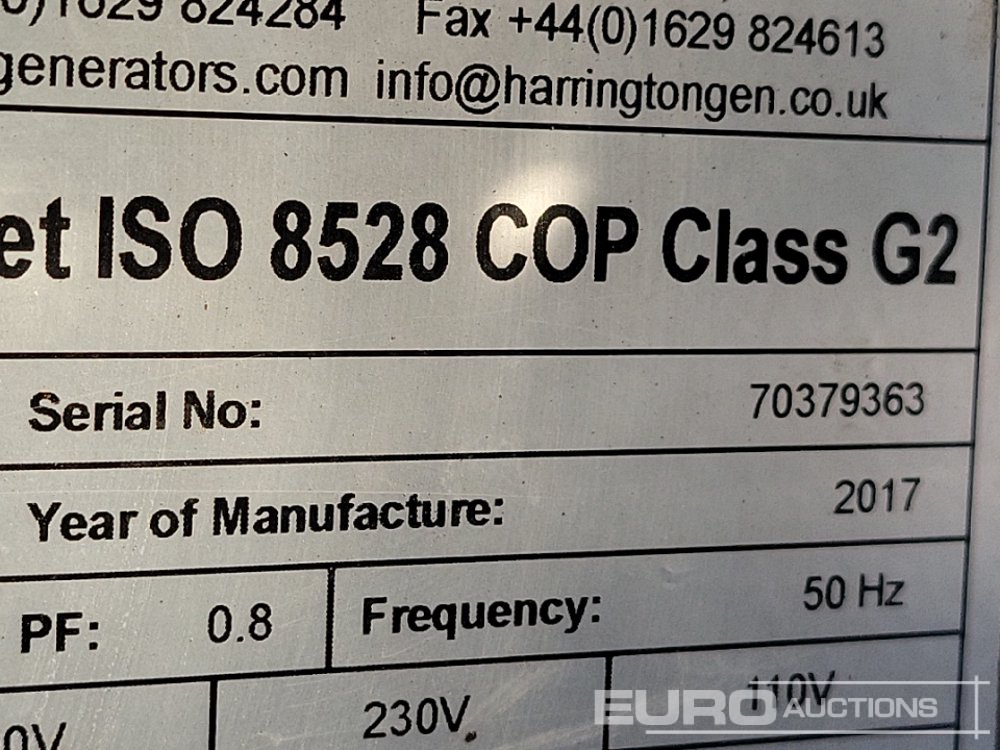 )1629 824284 Fax +44(0)1629 824613
generators.com info@harringtongen.co.uk
et ISO 8528 COP Class G2
Serial No: 70379363
Year of Manufacture: 2017
PF: 0.8 Frequency: 50 Hz
0V 230V 110V
EURO AUCTIONS